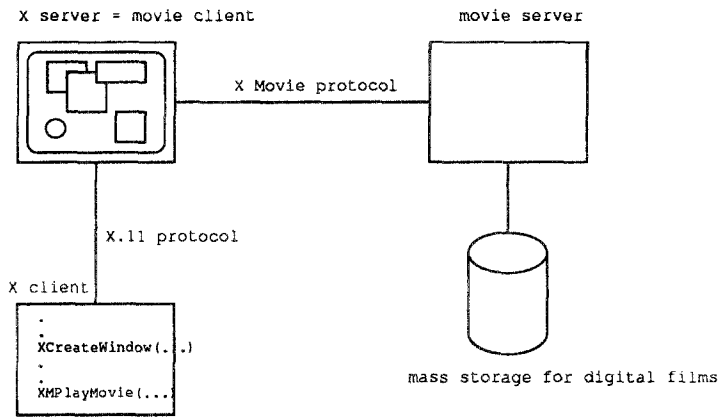 X server = movie client
movie server
X Movie protocol
X.11 protocol
X client
.
.
XCreateWindow(...)
.
.
XMPlayMovie(...)
mass storage for digital films